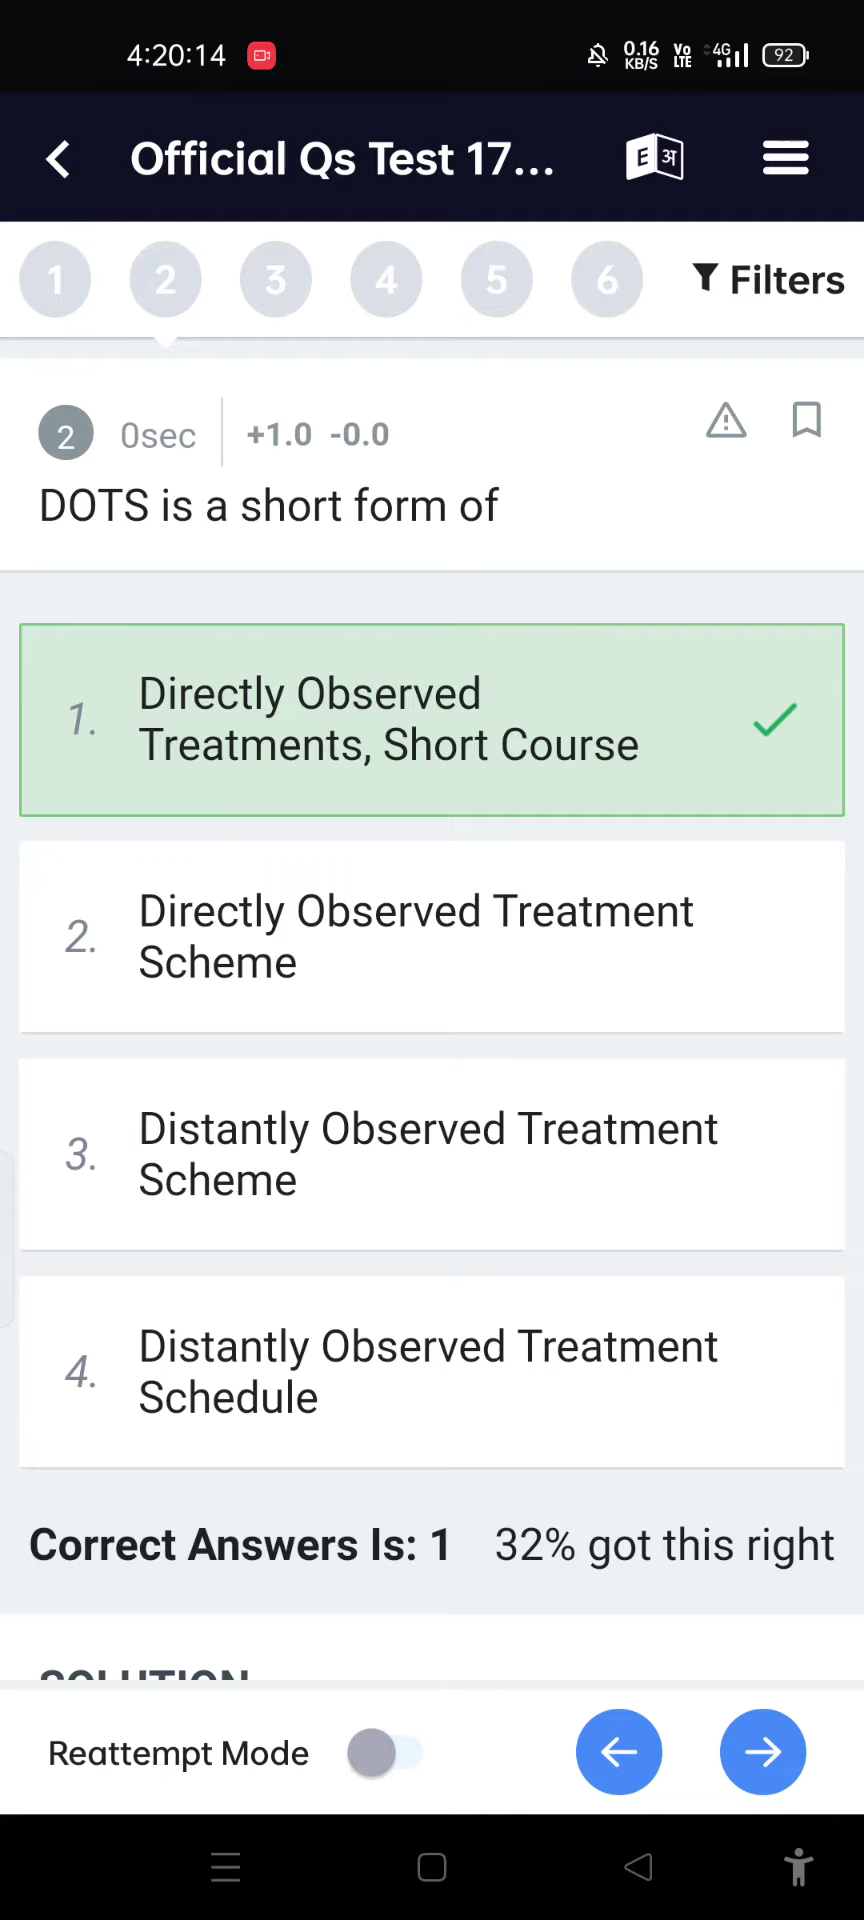 4:20:14
0.16 KB/S
Vo LTE
4G
92
Official Qs Test 17...
E अ
1 2 3 4 5 6 Filters
2 0sec +1.0 -0.0
DOTS is a short form of
1. Directly Observed
Treatments, Short Course
2. Directly Observed Treatment
Scheme
3. Distantly Observed Treatment
Scheme
4. Distantly Observed Treatment
Schedule
Correct Answers Is: 1 32% got this right
SOLUTION
Reattempt Mode